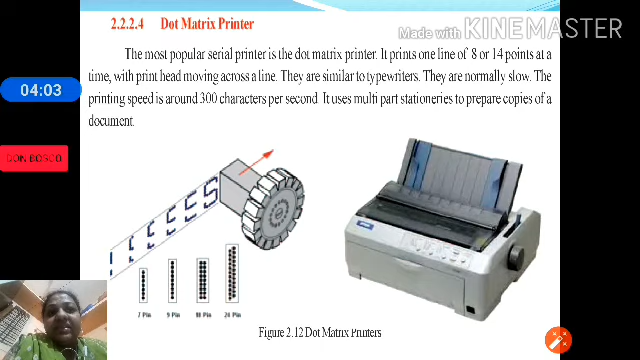 2.2.2.4 Dot Matrix Printer
Made with KINEMASTER
The most popular serial printer is the dot matrix printer. It prints one line of 8 or 14 points at a
time, with print head moving across a line. They are similar to typewriters. They are normally slow. The
printing speed is around 300 characters per second. It uses multi part stationeries to prepare copies of a
document.
04:03
DON BOSCO
SSSSS
7 Pin 9 Pin 18 Pin 24 Pin
Figure 2.12 Dot Matrix Printers